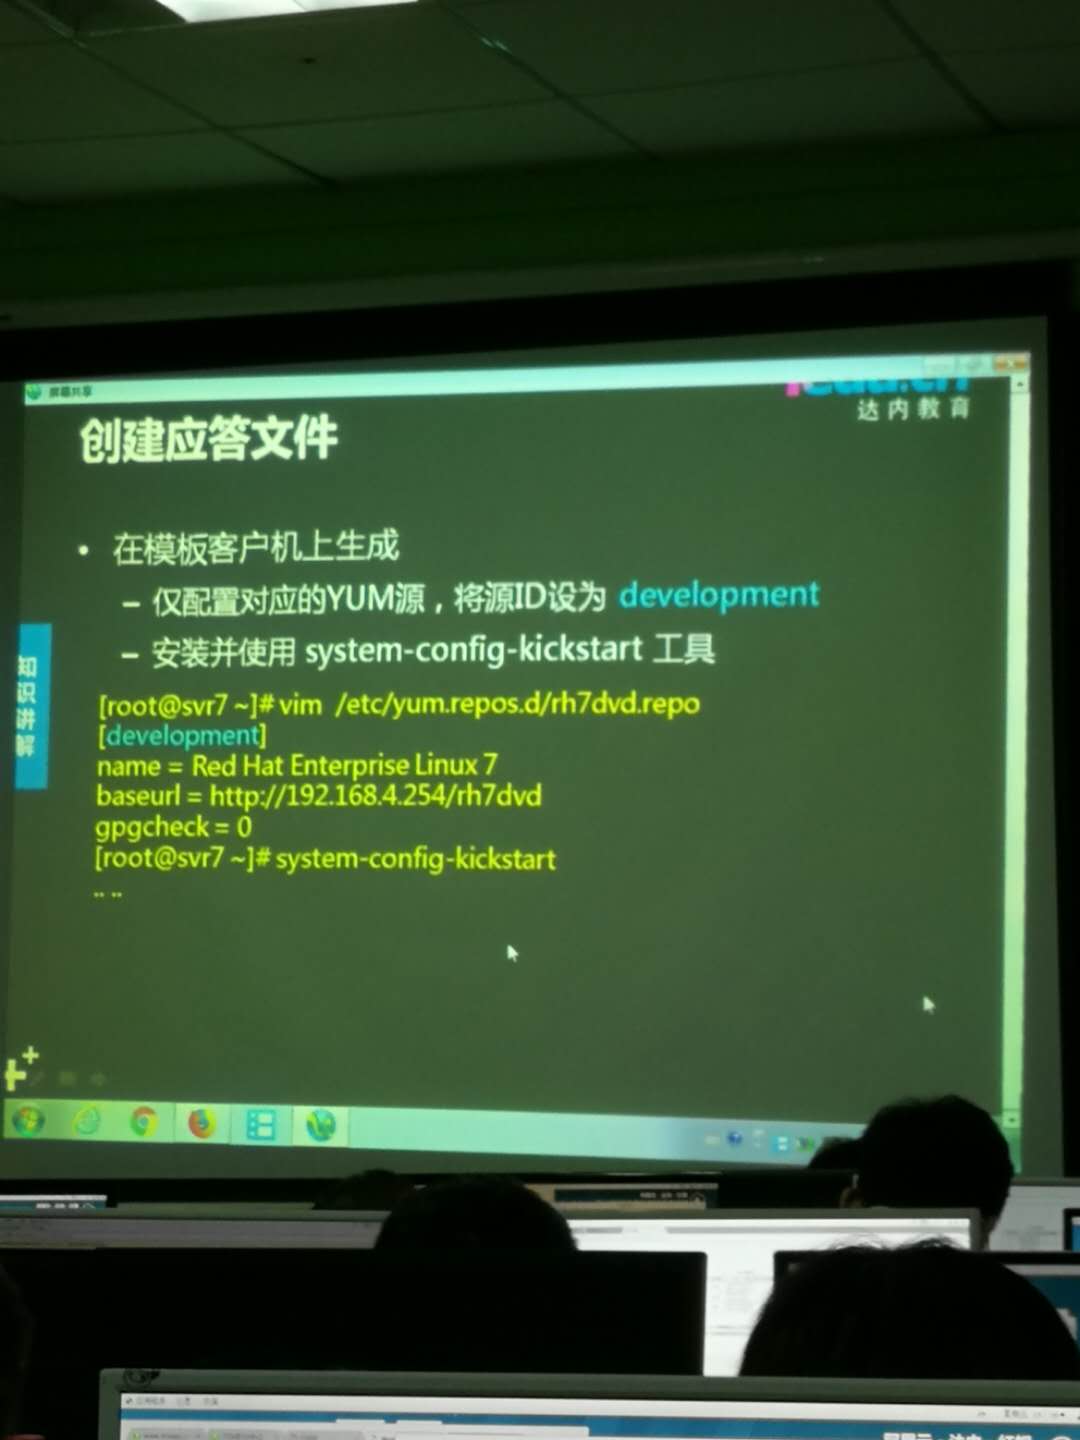 屏幕共享
达内教育
创建应答文件
• 在模板客户机上生成
– 仅配置对应的YUM源，将源ID设为 development
– 安装并使用 system-config-kickstart 工具
知识讲解
[root@svr7 ~]# vim /etc/yum.repos.d/rh7dvd.repo
[development]
name = Red Hat Enterprise Linux 7
baseurl = http://192.168.4.254/rh7dvd
gpgcheck = 0
[root@svr7 ~]# system-config-kickstart
.. ..